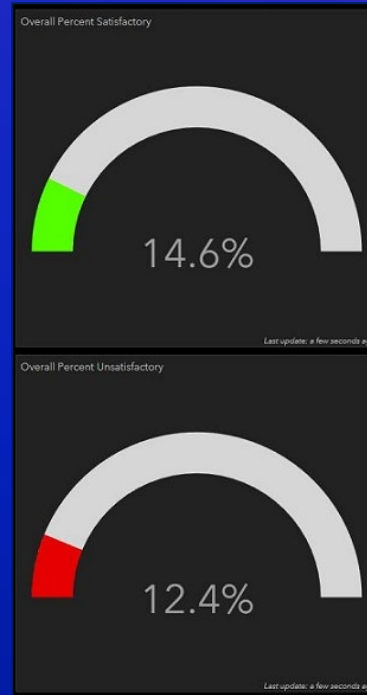 Overall Percent Satisfactory
14.6%
Last update: a few seconds
Overall Percent Unsatisfactory
12.4%
Last update: a few seconds